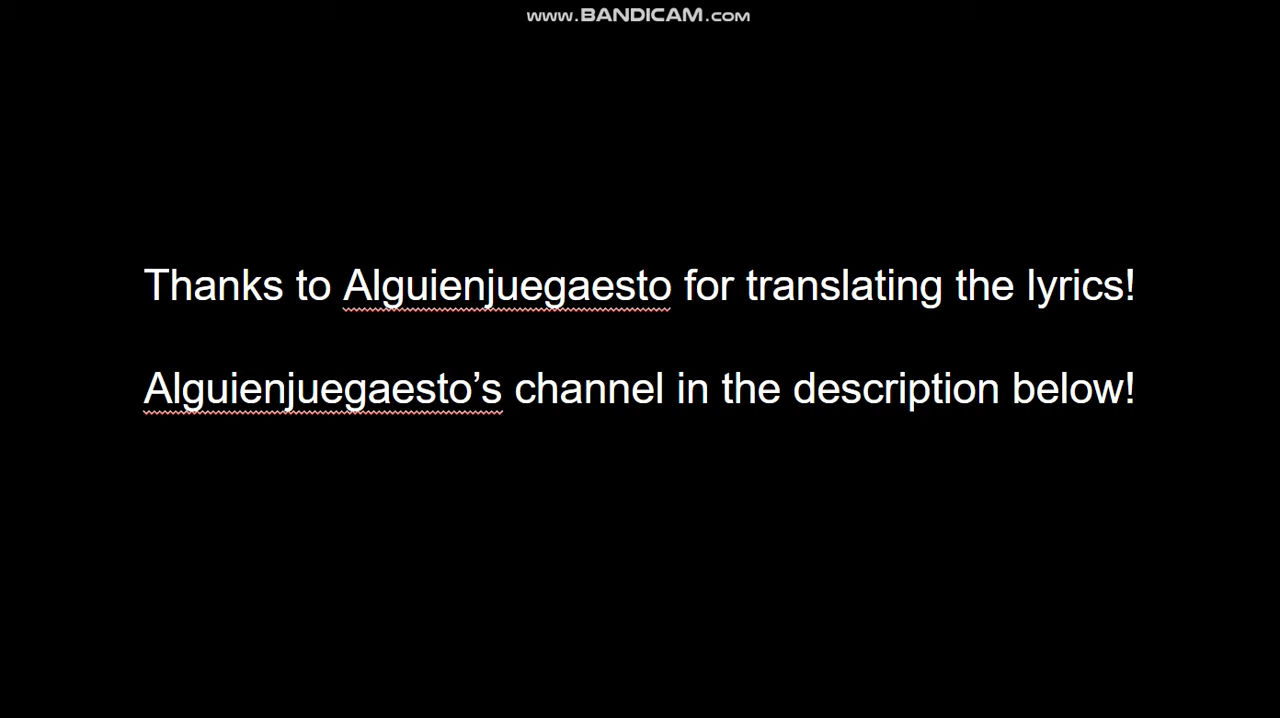 www.BANDICAM.com
Thanks to Alguienjuegaesto for translating the lyrics!
Alguienjuegaesto’s channel in the description below!